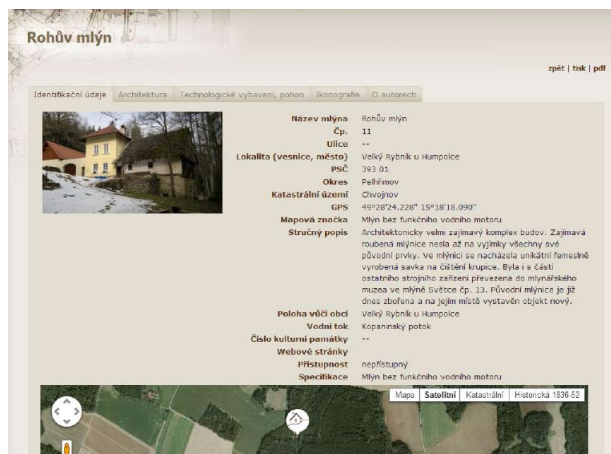 Rohův mlýn
zpět | tisk | pdf
Identifikační údaje Architektura Technologické vybavení, pohon Ikonografie O autorech
Název mlýna Rohův mlýn
Čp. 11
Ulice --
Lokalita (vesnice, město) Velký Rybník u Humpolce
PSČ 393 01
Okres Pelhřimov
Katastrální území Chvojnov
GPS 49°28'24.228" 15°18'18.090"
Mapová značka Mlýn bez funkčního vodního motoru
Stručný popis Architektonicky velmi zajímavý komplex budov. Zajímavá
roubená mlýnice nesla až na vyjímky všechny své
původní prvky. Ve mlýnici se nacházela unikátní řemeslně
vyrobená savka na čištění krupice. Byla i s částí
ostatního strojního zařízení převezena do mlynářského
muzea ve mlýně Světce čp. 13. Původní mlýnice je již
dnes zbořena a na jejím místě vystavěn objekt nový.
Poloha vůči obci Velký Rybník u Humpolce
Vodní tok Kopaninský potok
Číslo kulturní památky --
Webové stránky
Přístupnost nepřístupný
Specifikace Mlýn bez funkčního vodního motoru
Mapa Satelitní Katastrální Historická 1836-52